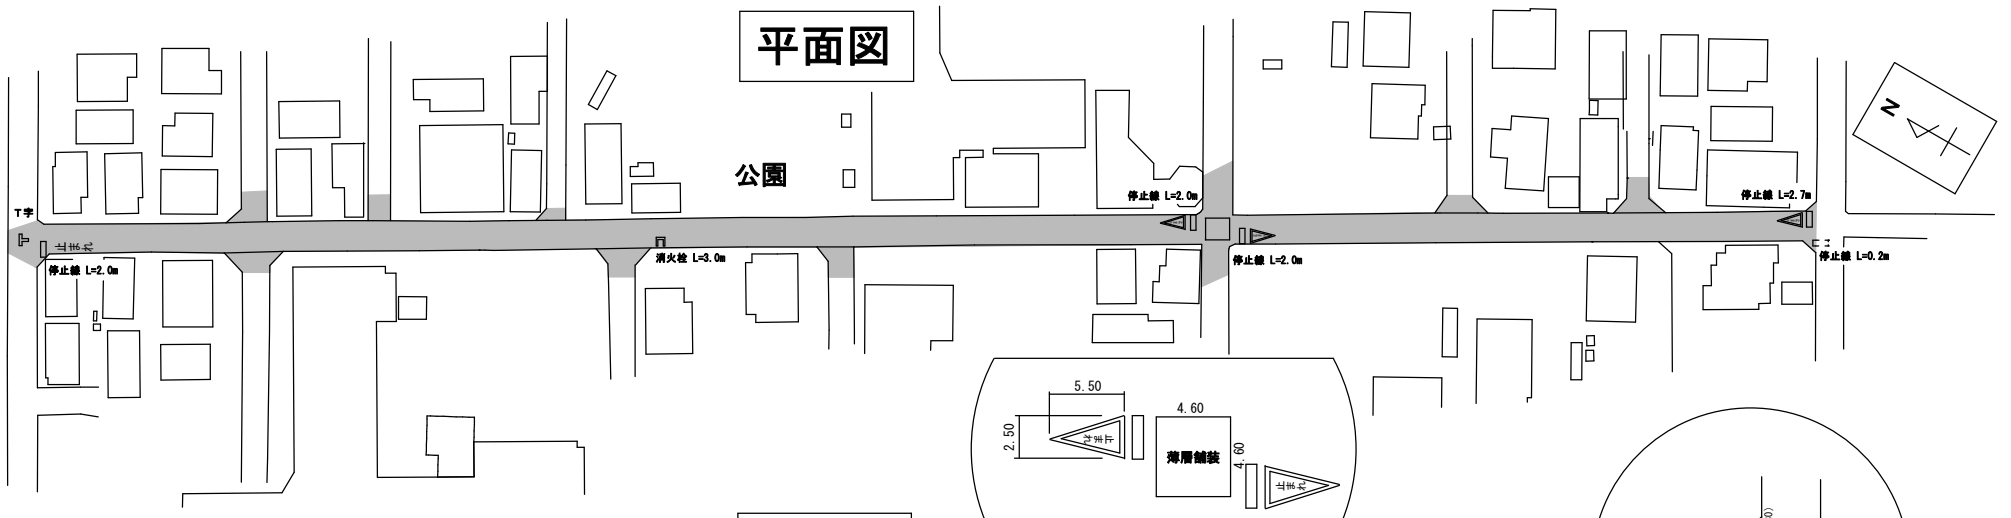 平面図
N
公園
停止線 L=2.0m
停止線 L=2.7m
T字
止まれ
停止線 L=2.0m
消火栓 L=3.0m
停止線 L=2.0m
停止線 L=0.2m
5.50
4.60
2.50
止まれ
薄層舗装
4.60
止まれ